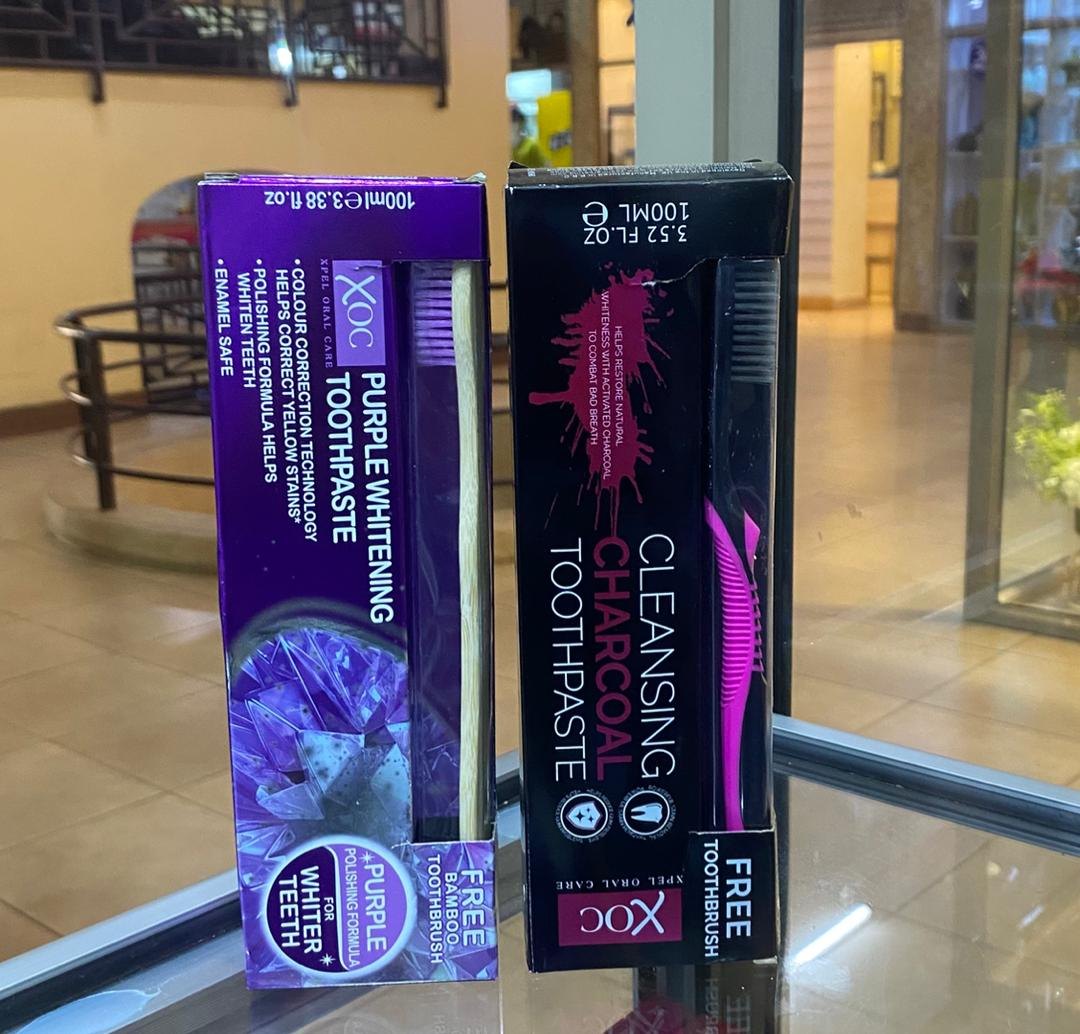 100ml e 3.38 fl.oz
XOC
XPEL ORAL CARE
PURPLE WHITENING
TOOTHPASTE
•COLOUR CORRECTION TECHNOLOGY
HELPS CORRECT YELLOW STAINS*
•POLISHING FORMULA HELPS
WHITEN TEETH
•ENAMEL SAFE
PURPLE
POLISHING FORMULA
FOR
WHITER
TEETH
FREE
BAMBOO
TOOTHBRUSH
3.52 FL.OZ
100ML e
HELPS RESTORE NATURAL
WHITENESS WITH ACTIVATED CHARCOAL
TO COMBAT BAD BREATH
CLEANSING
CHARCOAL
TOOTHPASTE
XPEL ORAL CARE
XOC
FREE
TOOTHBRUSH